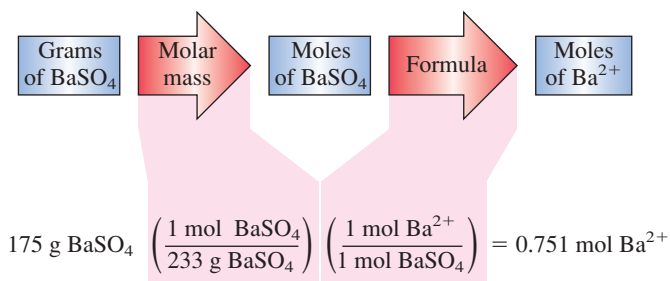 Grams of BaSO₄
Molar mass
Moles of BaSO₄
Formula
Moles of Ba²⁺
175 g BaSO₄ (1 mol BaSO₄ / 233 g BaSO₄) (1 mol Ba²⁺ / 1 mol BaSO₄) = 0.751 mol Ba²⁺